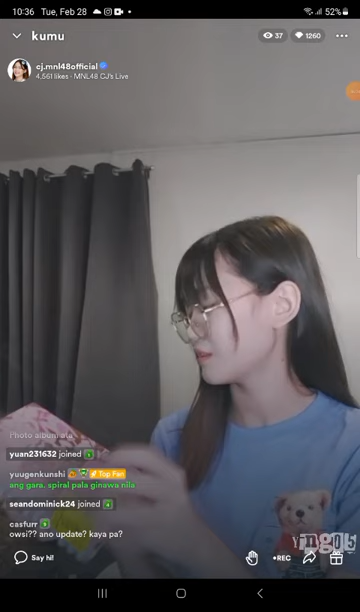 10:36 Tue, Feb 28 52%
kumu 37 1260
cj.mnl48official
4,561 likes · MNL48 CJ's Live
Photo album ata
yuan231632 joined
yuugenkunshi Top Fan
ang gara, spiral pala ginawa nila
seandominick24 joined
casfurr
owsi?? ano update? kaya pa?
Say hi! REC